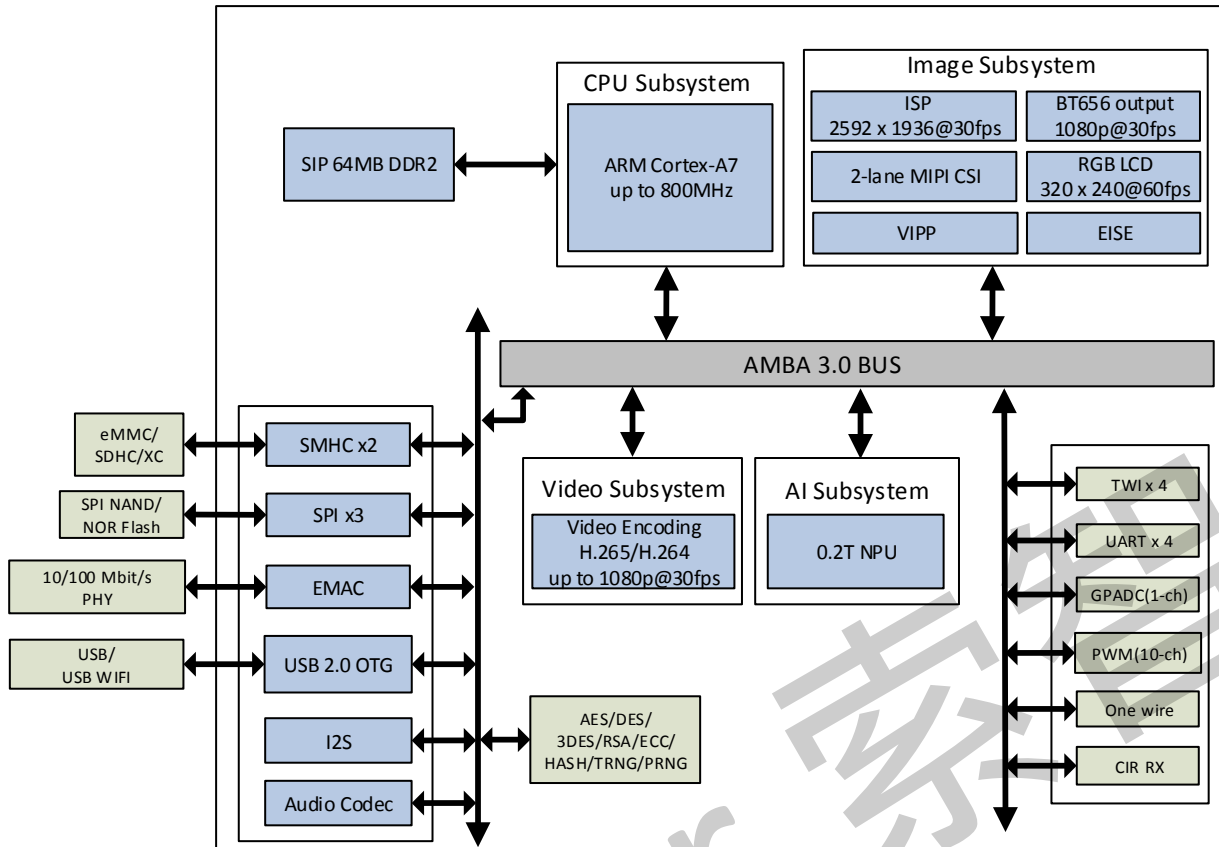 CPU Subsystem
ARM Cortex-A7
up to 800MHz
SIP 64MB DDR2
Image Subsystem
ISP
2592 x 1936@30fps
BT656 output
1080p@30fps
2-lane MIPI CSI
RGB LCD
320 x 240@60fps
VIPP
EISE
AMBA 3.0 BUS
eMMC/
SDHC/XC
SMHC x2
SPI NAND/
NOR Flash
SPI x3
10/100 Mbit/s
PHY
EMAC
USB/
USB WIFI
USB 2.0 OTG
I2S
Audio Codec
Video Subsystem
Video Encoding
H.265/H.264
up to 1080p@30fps
AI Subsystem
0.2T NPU
AES/DES/
3DES/RSA/ECC/
HASH/TRNG/PRNG
TWI x 4
UART x 4
GPADC(1-ch)
PWM(10-ch)
One wire
CIR RX
索智